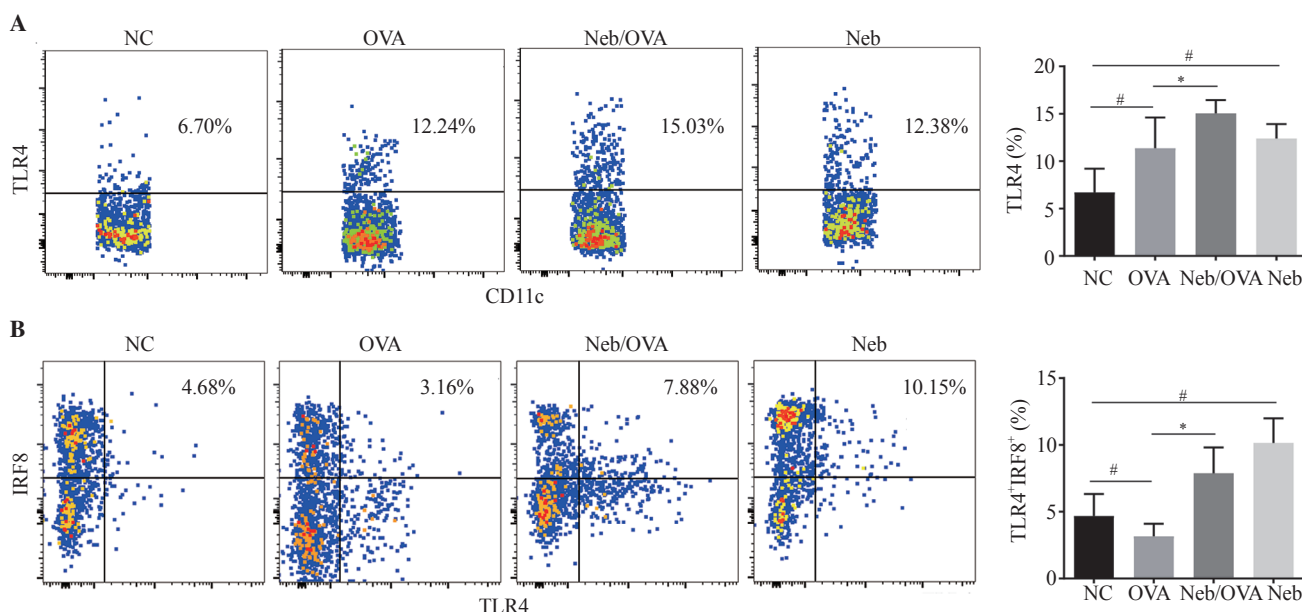 A
NC
OVA
Neb/OVA
Neb
TLR4
6.70%
12.24%
15.03%
12.38%
CD11c
TLR4 (%)
20
15
10
5
0
#
#
*
NC
OVA
Neb/OVA
Neb
B
NC
OVA
Neb/OVA
Neb
IRF8
4.68%
3.16%
7.88%
10.15%
TLR4
TLR4⁺IRF8⁺ (%)
15
10
5
0
#
*
#
NC
OVA
Neb/OVA
Neb